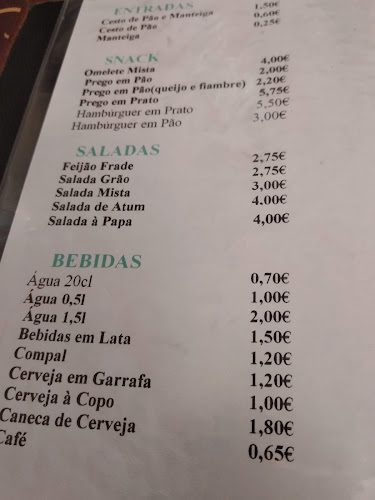 ENTRADAS
Cesto de Pão e Manteiga 1,50€
Cesto de Pão 0,60€
Manteiga 0,25€
SNACK
Omelete Mista 4,00€
Prego em Pão 2,00€
Prego em Pão(queijo e fiambre) 2,20€
Prego em Prato 5,75€
Hambúrguer em Prato 5,50€
Hambúrguer em Pão 3,00€
SALADAS
Feijão Frade 2,75€
Salada Grão 2,75€
Salada Mista 3,00€
Salada de Atum 4.00€
Salada à Papa 4,00€
BEBIDAS
Água 20cl 0,70€
Água 0,5l 1,00€
Água 1,5l 2,00€
Bebidas em Lata 1,50€
Compal 1,20€
Cerveja em Garrafa 1,20€
Cerveja à Copo 1,00€
Caneca de Cerveja 1,80€
Café 0,65€